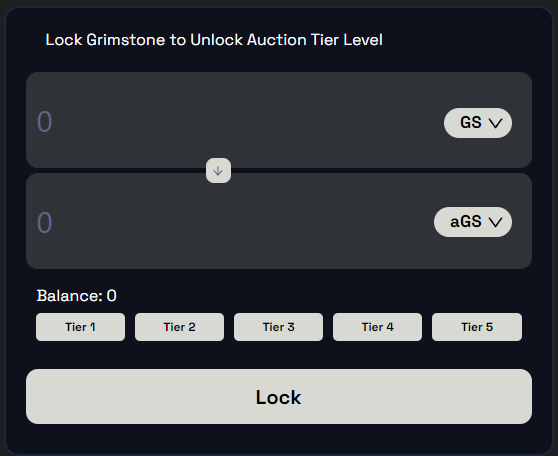 Lock Grimstone to Unlock Auction Tier Level
0
GS
0
aGS
Balance: 0
Tier 1 Tier 2 Tier 3 Tier 4 Tier 5
Lock